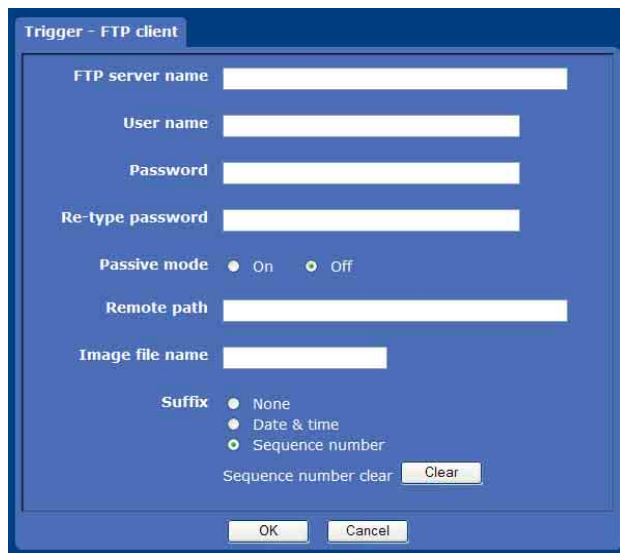 Trigger - FTP client
FTP server name
User name
Password
Re-type password
Passive mode On Off
Remote path
Image file name
Suffix None
Date & time
Sequence number
Sequence number clear Clear
OK Cancel